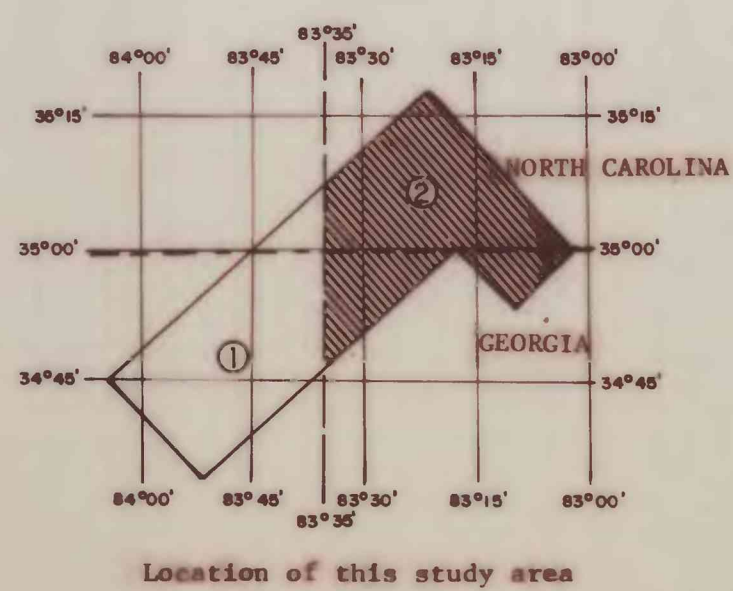 83°35'
84°00' 83°45' 83°30' 83°15' 83°00'
35°15' 35°15'
② NORTH CAROLINA
35°00' 35°00'
① GEORGIA
34°45' 34°45'
84°00' 83°45' 83°30' 83°15' 83°00'
83°35'
Location of this study area